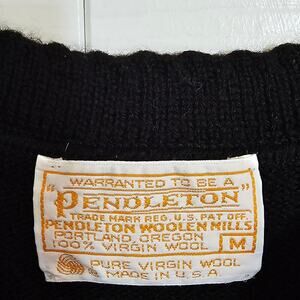 WARRANTED TO BE A
"PENDLETON"
TRADE MARK REG. U.S. PAT OFF.
PENDLETON WOOLEN MILLS
PORTLAND, OREGON
100% VIRGIN WOOL M
PURE VIRGIN WOOL
MADE IN U.S.A.